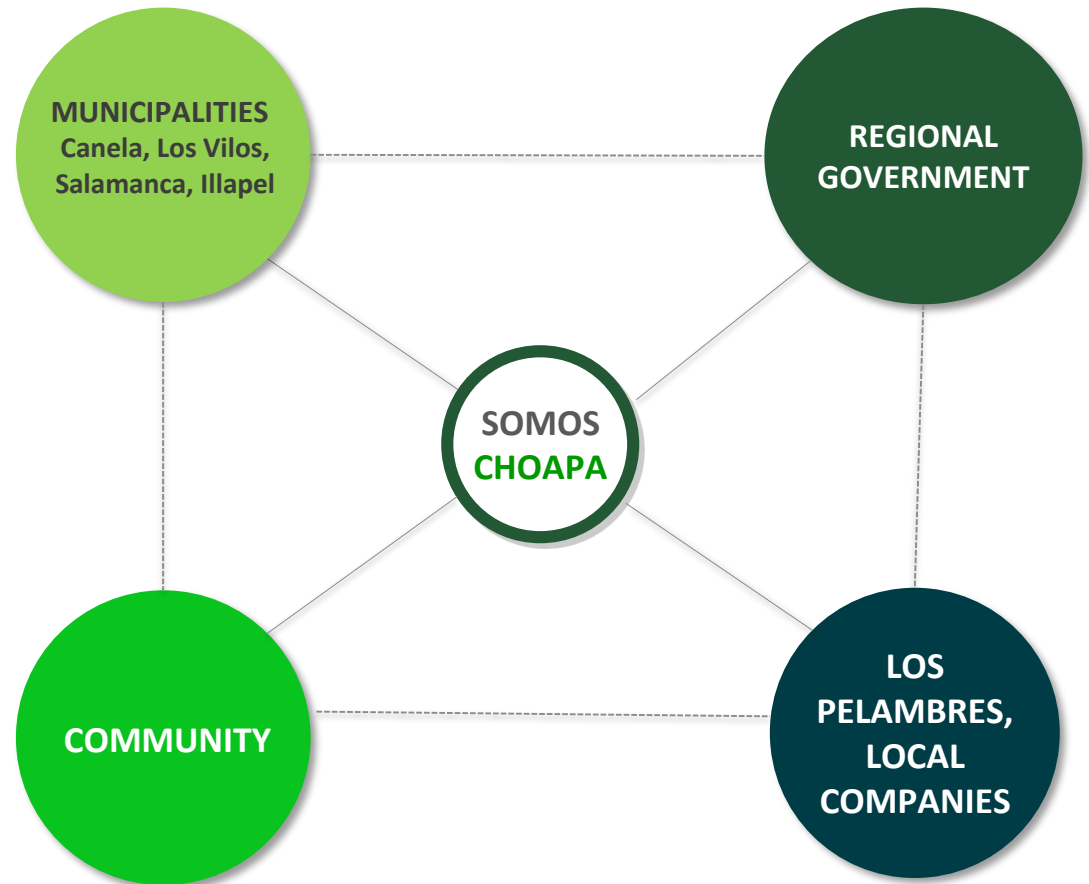 MUNICIPALITIES
Canela, Los Vilos,
Salamanca, Illapel
REGIONAL
GOVERNMENT
SOMOS
CHOAPA
COMMUNITY
LOS
PELAMBRES,
LOCAL
COMPANIES